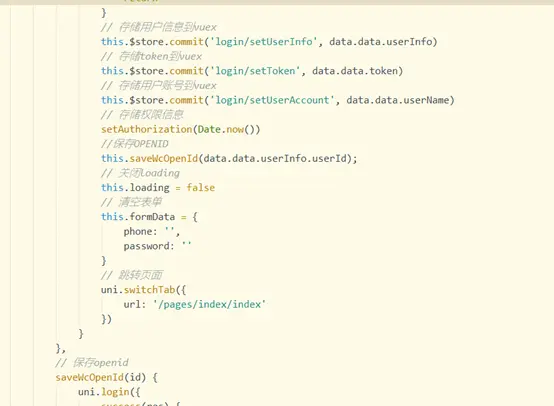 }
// 存储用户信息到vuex
this.$store.commit('login/setUserInfo', data.data.userInfo)
// 存储token到vuex
this.$store.commit('login/setToken', data.data.token)
// 存储用户账号到vuex
this.$store.commit('login/setUserAccount', data.data.userName)
// 存储权限信息
setAuthorization(Date.now())
//保存OPENID
this.saveWcOpenId(data.data.userInfo.userId);
// 关闭loading
this.loading = false
// 清空表单
this.formData = {
phone: '',
password: ''
}
// 跳转页面
uni.switchTab({
url: '/pages/index/index'
})
}
},
// 保存openid
saveWcOpenId(id) {
uni.login({